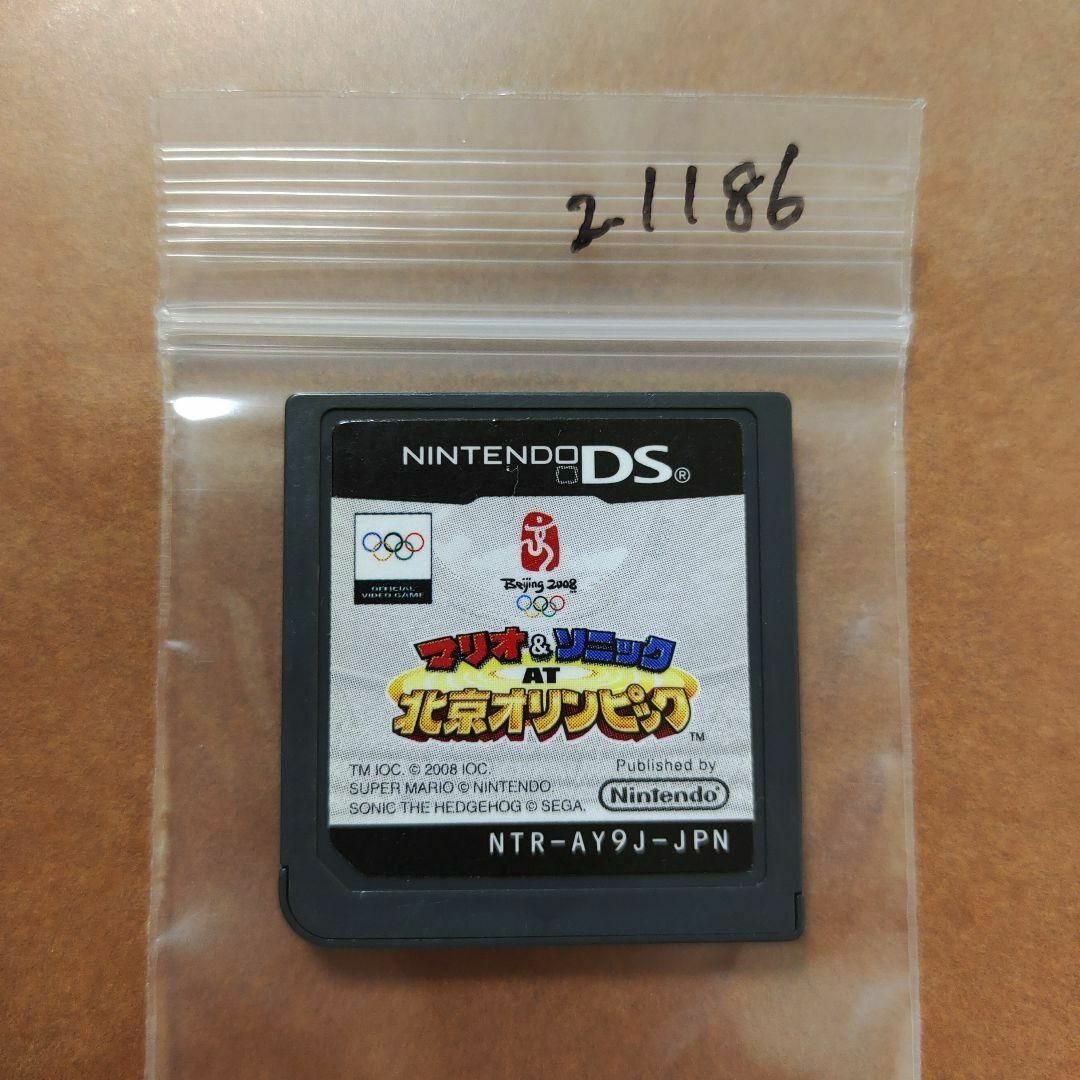 21186
NINTENDO DS®
OFFICIAL
VIDEO GAME
Beijing 2008
TM
マリオ&ソニック
AT
北京オリンピック
TM
TM IOC. © 2008 IOC.
SUPER MARIO © NINTENDO
SONIC THE HEDGEHOG © SEGA.
Published by
Nintendo®
NTR-AY9J-JPN